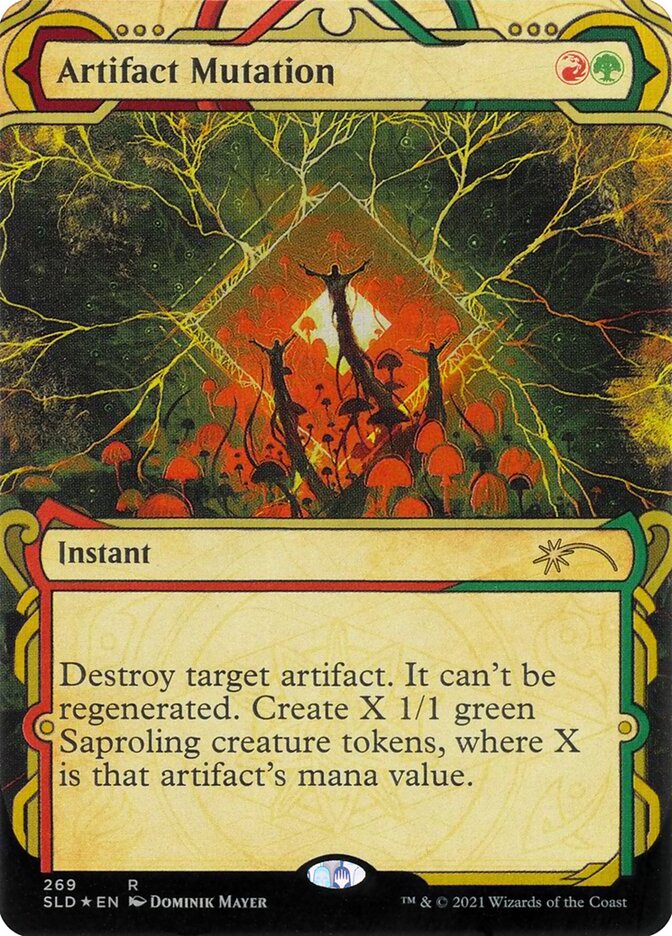 Artifact Mutation
Instant
Destroy target artifact. It can't be
regenerated. Create X 1/1 green
Saproling creature tokens, where X
is that artifact's mana value.
269 R
SLD ★ EN Dominik Mayer
™ & © 2021 Wizards of the Coast